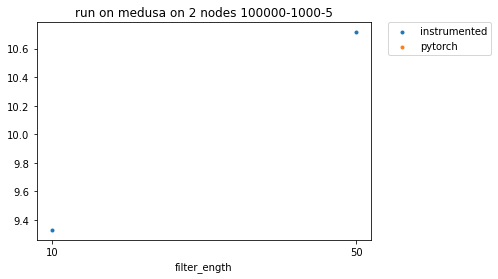 run on medusa on 2 nodes 100000-1000-5
instrumented
pytorch
10.6
10.4
10.2
10.0
9.8
9.6
9.4
10
50
filter_ength